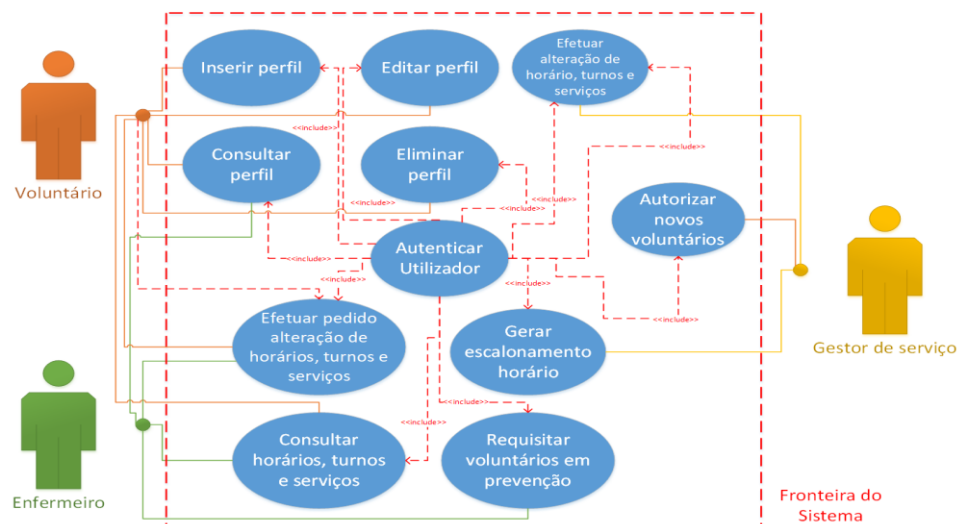 Inserir perfil
Editar perfil
Efetuar
alteração de
horário, turnos e
serviços
<<include>>
<<include>>
<<include>>
Voluntário
Consultar
perfil
Eliminar
perfil
<<include>>
<<include>>
Autorizar
novos
voluntários
Autenticar
Utilizador
<<include>>
<<include>>
<<include>>
<<include>>
Efetuar pedido
alteração de
horários, turnos e
serviços
Gerar
escalonamento
horário
Gestor de serviço
<<include>>
<<include>>
Consultar
horários, turnos
e serviços
Requisitar
voluntários em
prevenção
Enfermeiro
Fronteira do
Sistema